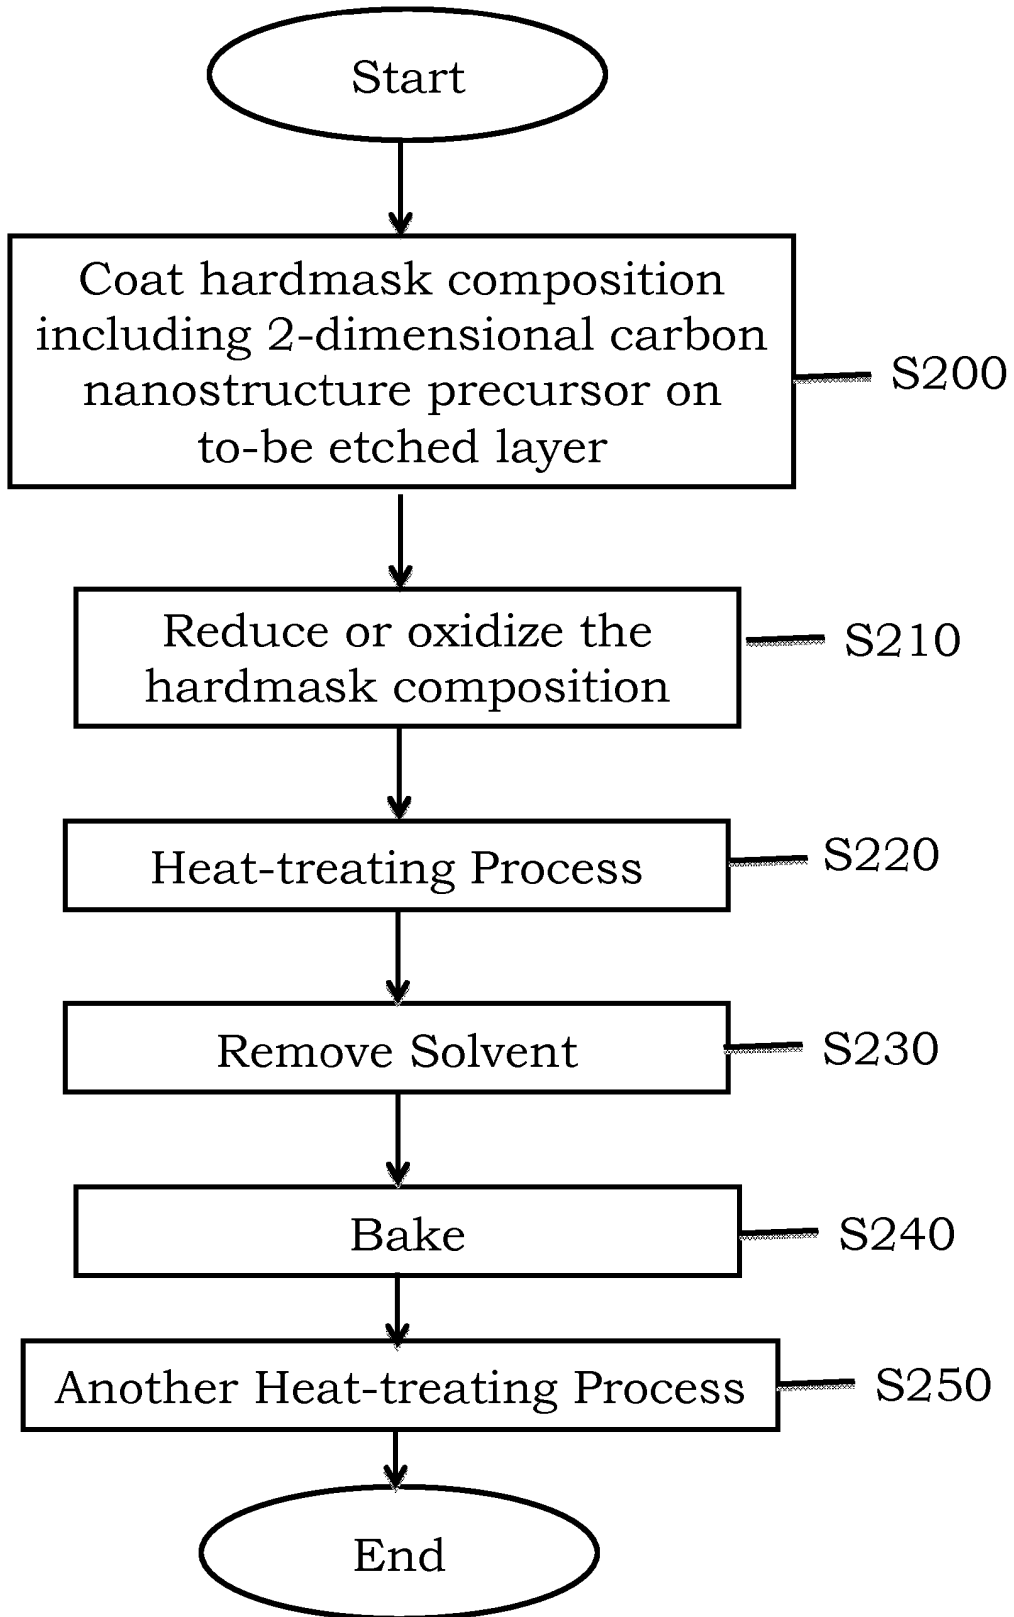 Start
Coat hardmask composition
including 2-dimensional carbon
nanostructure precursor on
to-be etched layer
S200
Reduce or oxidize the
hardmask composition
S210
Heat-treating Process
S220
Remove Solvent
S230
Bake
S240
Another Heat-treating Process
S250
End